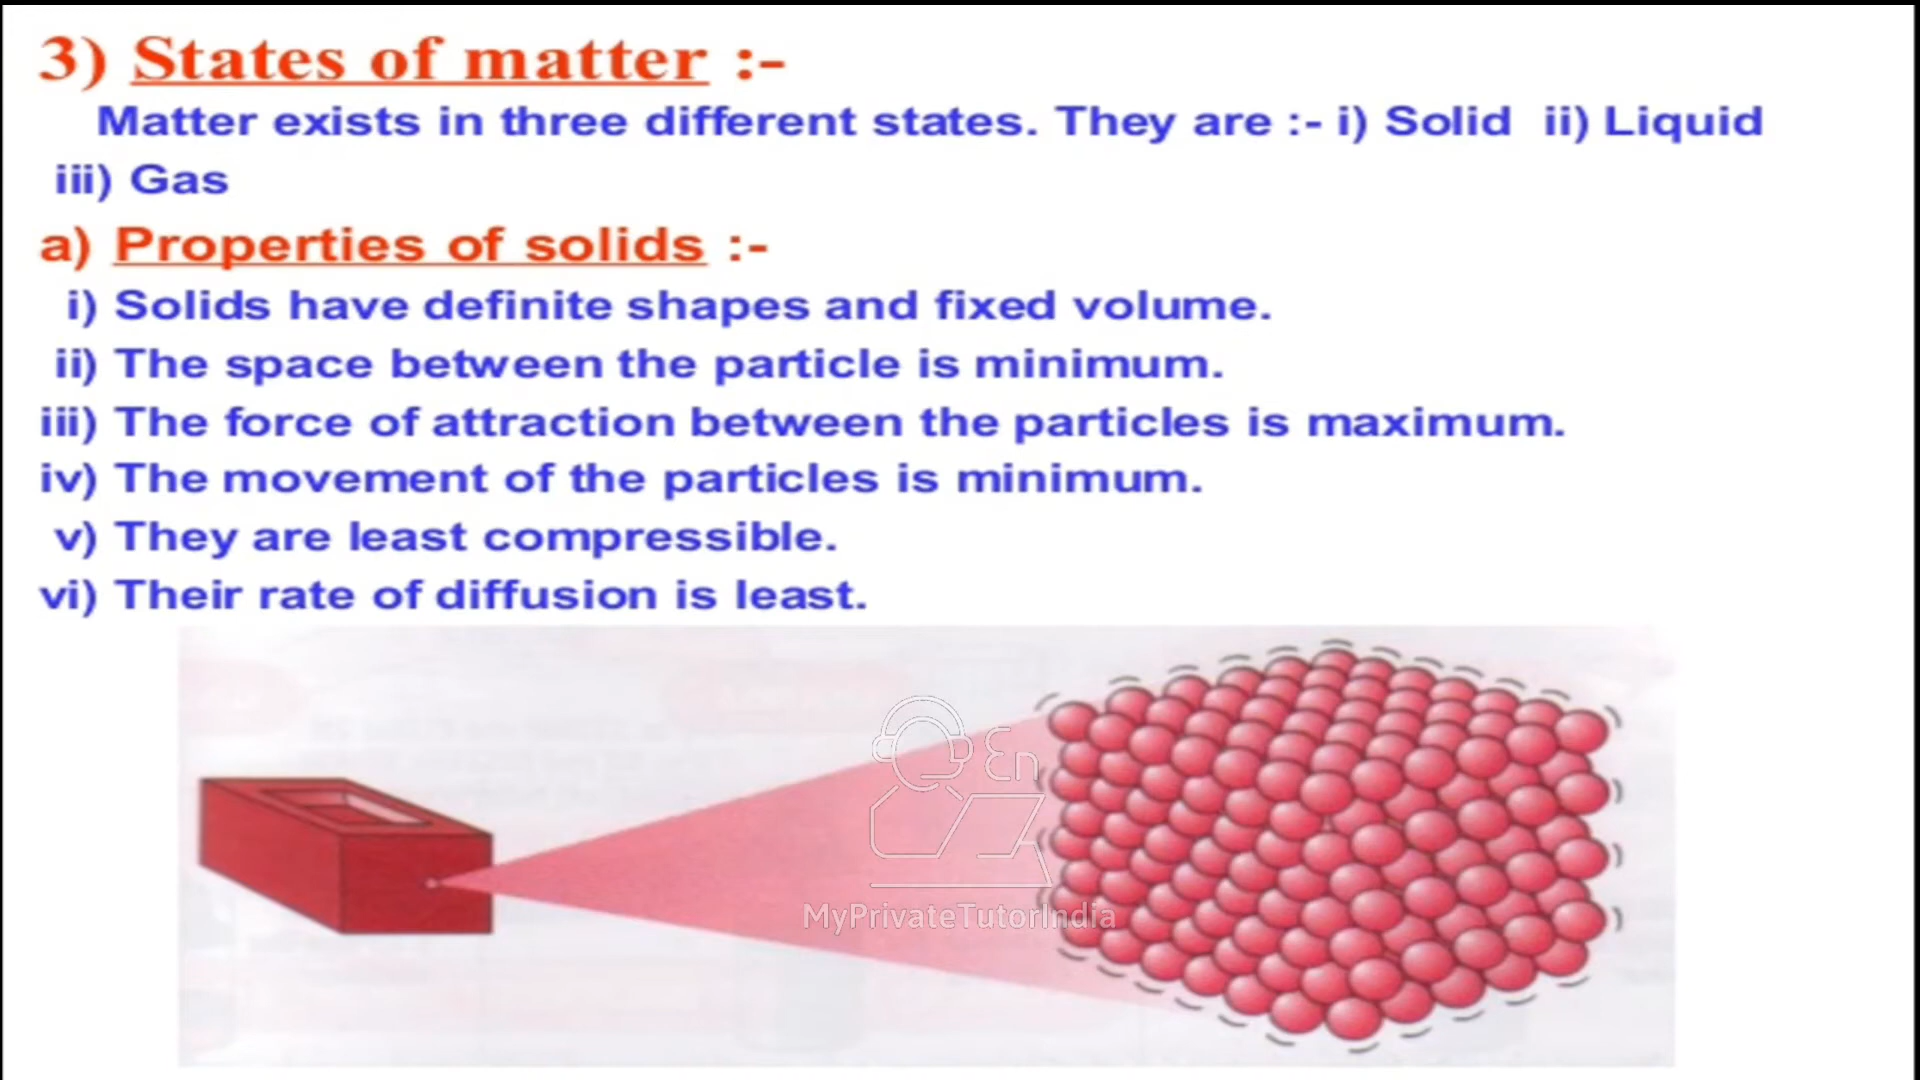 3) States of matter :-
Matter exists in three different states. They are :- i) Solid ii) Liquid
iii) Gas
a) Properties of solids :-
i) Solids have definite shapes and fixed volume.
ii) The space between the particle is minimum.
iii) The force of attraction between the particles is maximum.
iv) The movement of the particles is minimum.
v) They are least compressible.
vi) Their rate of diffusion is least.
En
MyPrivateTutorIndia